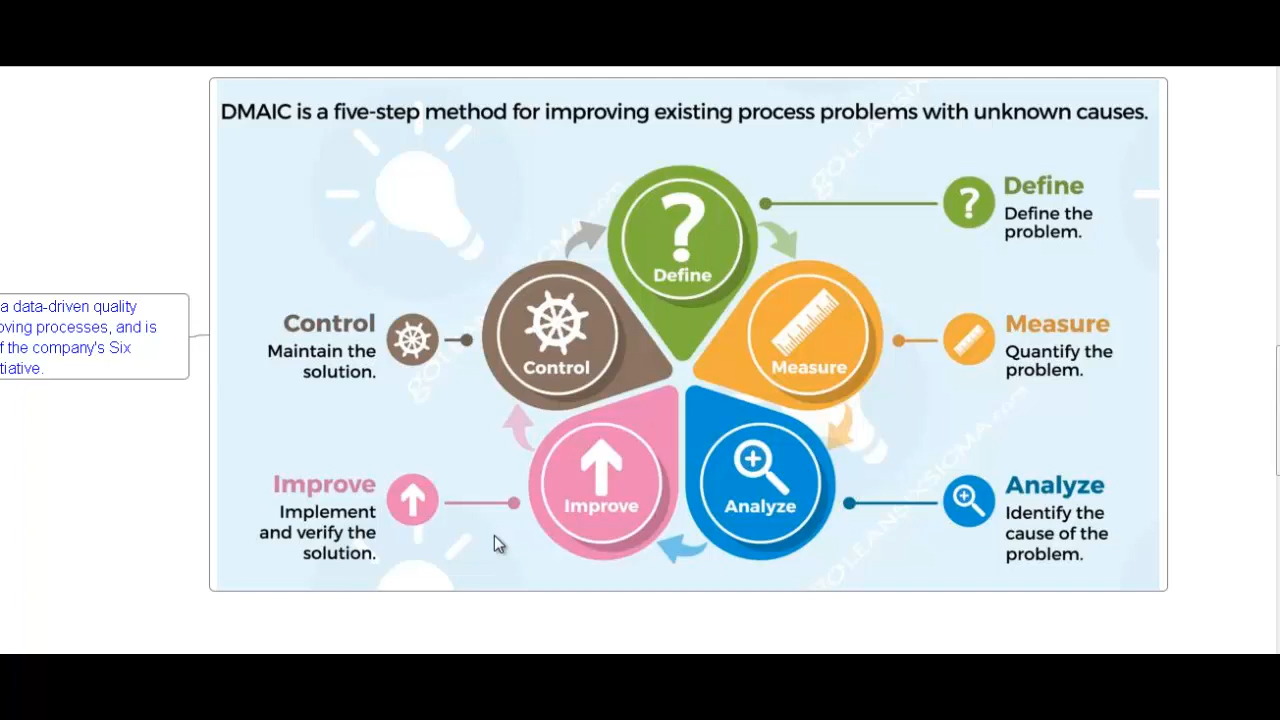 DMAIC is a five-step method for improving existing process problems with unknown causes.
Define
Define the
problem.
Define
a data-driven quality
oving processes, and is
f the company's Six
tiative.
Control
Maintain the
solution.
Control
Measure
Measure
Quantify the
problem.
Improve
Implement
and verify the
solution.
Improve
Analyze
Analyze
Identify the
cause of the
problem.